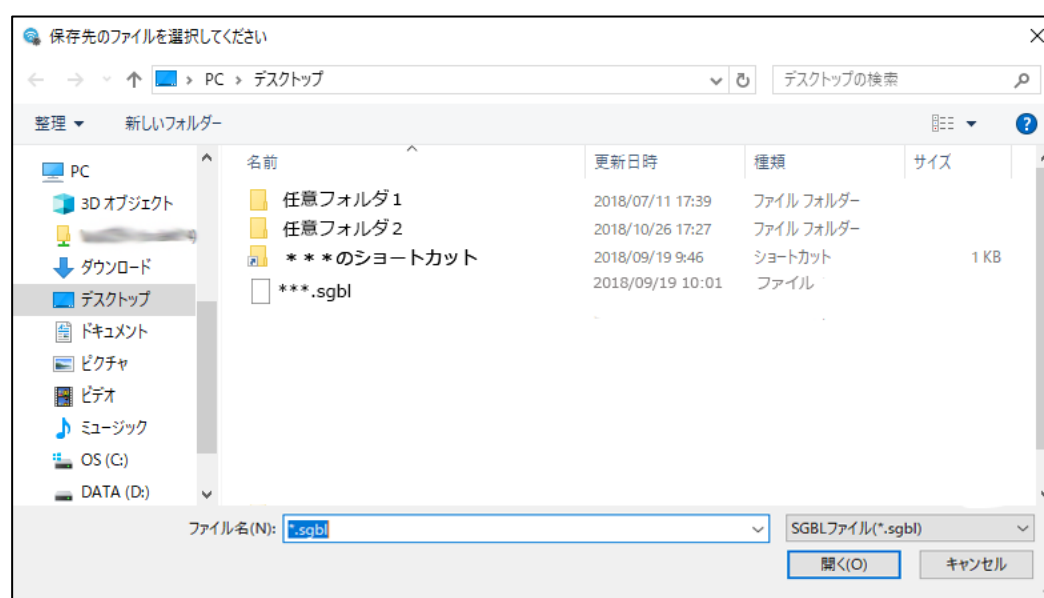 保存先のファイルを選択してください
PC › デスクトップ
デスクトップの検索
整理
新しいフォルダー
名前 更新日時 種類 サイズ
PC
3D オブジェクト
ダウンロード
デスクトップ
ドキュメント
ピクチャ
ビデオ
ミュージック
OS (C:)
DATA (D:)
任意フォルダ1 2018/07/11 17:39 ファイル フォルダー
任意フォルダ2 2018/10/26 17:27 ファイル フォルダー
＊＊＊のショートカット 2018/09/19 9:46 ショートカット 1 KB
***.sgbl 2018/09/19 10:01 ファイル
ファイル名(N): *.sgbl
SGBLファイル(*.sgbl)
開く(O)
キャンセル